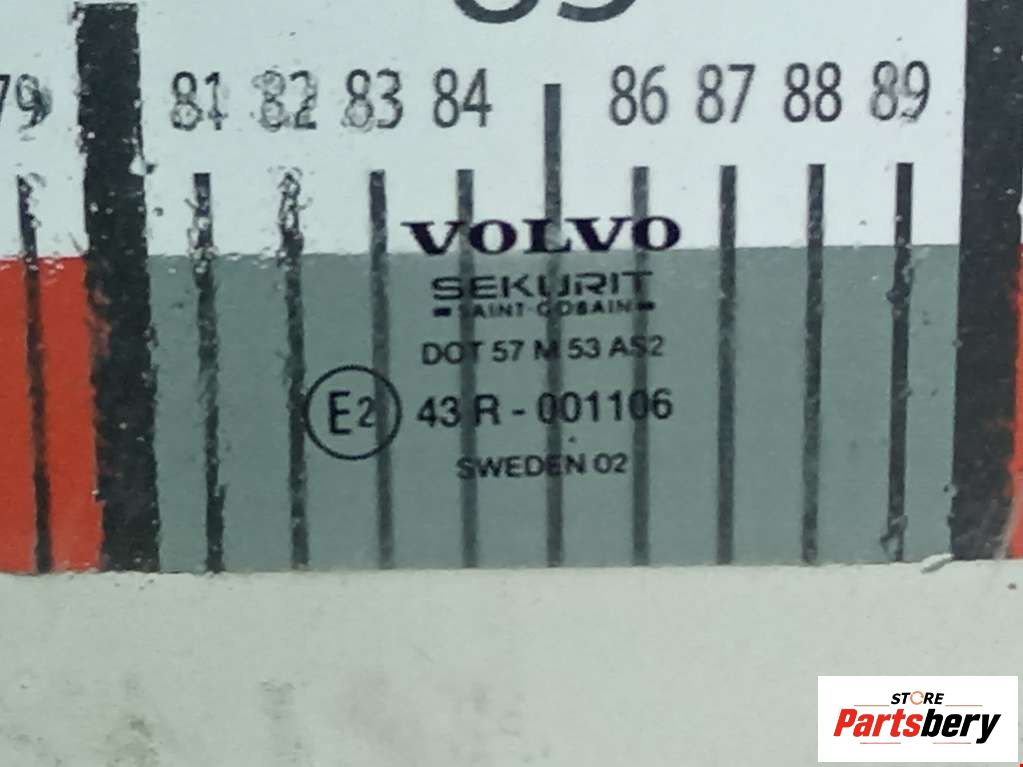 85
79 81 82 83 84 86 87 88 89
VOLVO
SEKURIT
SAINT-GOBAIN
DOT 57 M 53 AS2
E2 43 R - 001106
SWEDEN 02
STORE
Partsbery